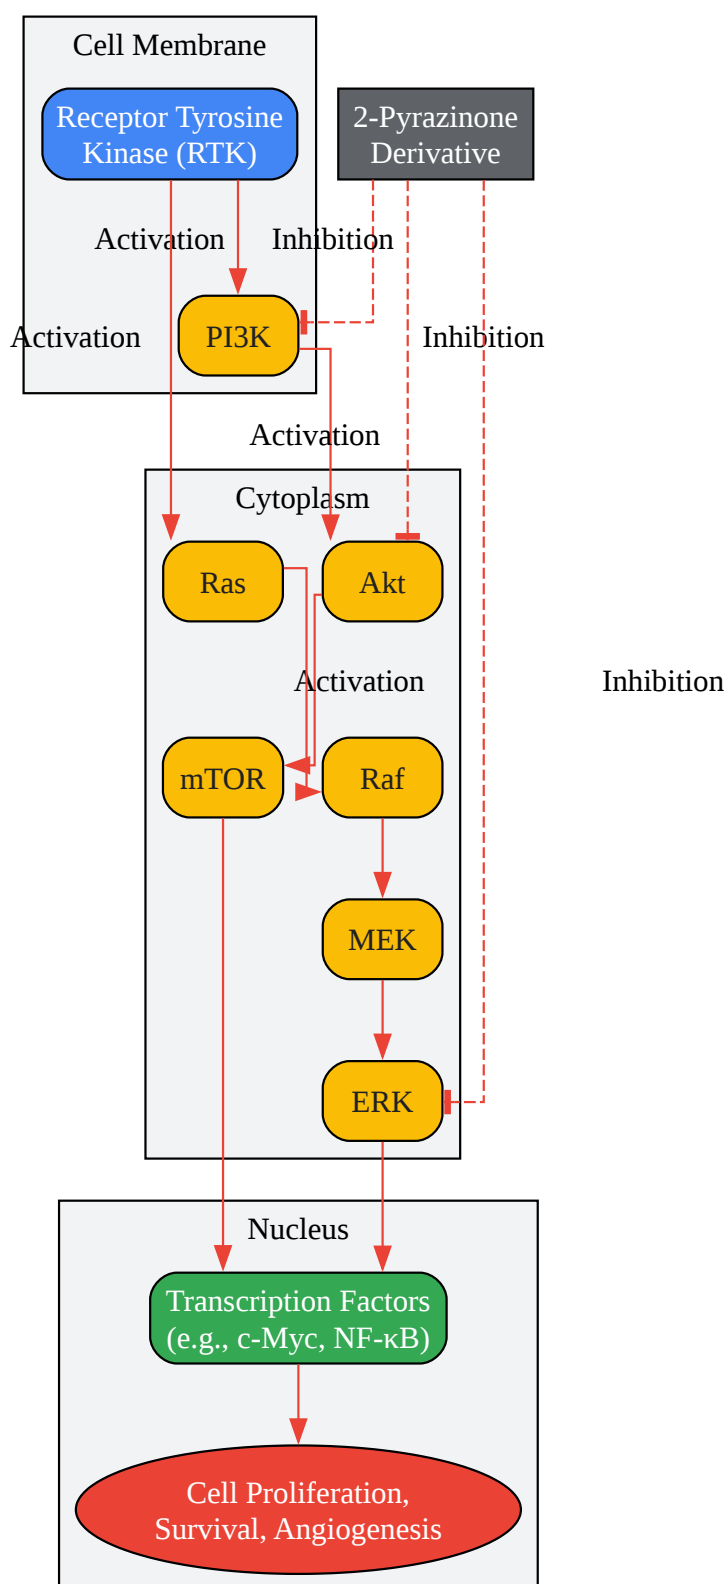 Cell Membrane
Receptor Tyrosine
Kinase (RTK)
2-Pyrazinone
Derivative
Activation
Inhibition
Activation
PI3K
Inhibition
Activation
Cytoplasm
Ras
Akt
Activation
Inhibition
mTOR
Raf
MEK
ERK
Nucleus
Transcription Factors
(e.g., c-Myc, NF-κB)
Cell Proliferation,
Survival, Angiogenesis